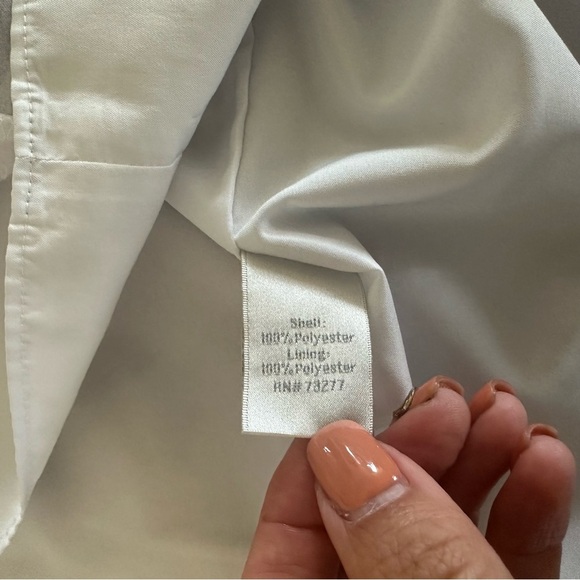 Shell:
100% Polyester
Lining:
100% Polyester
RN# 73277